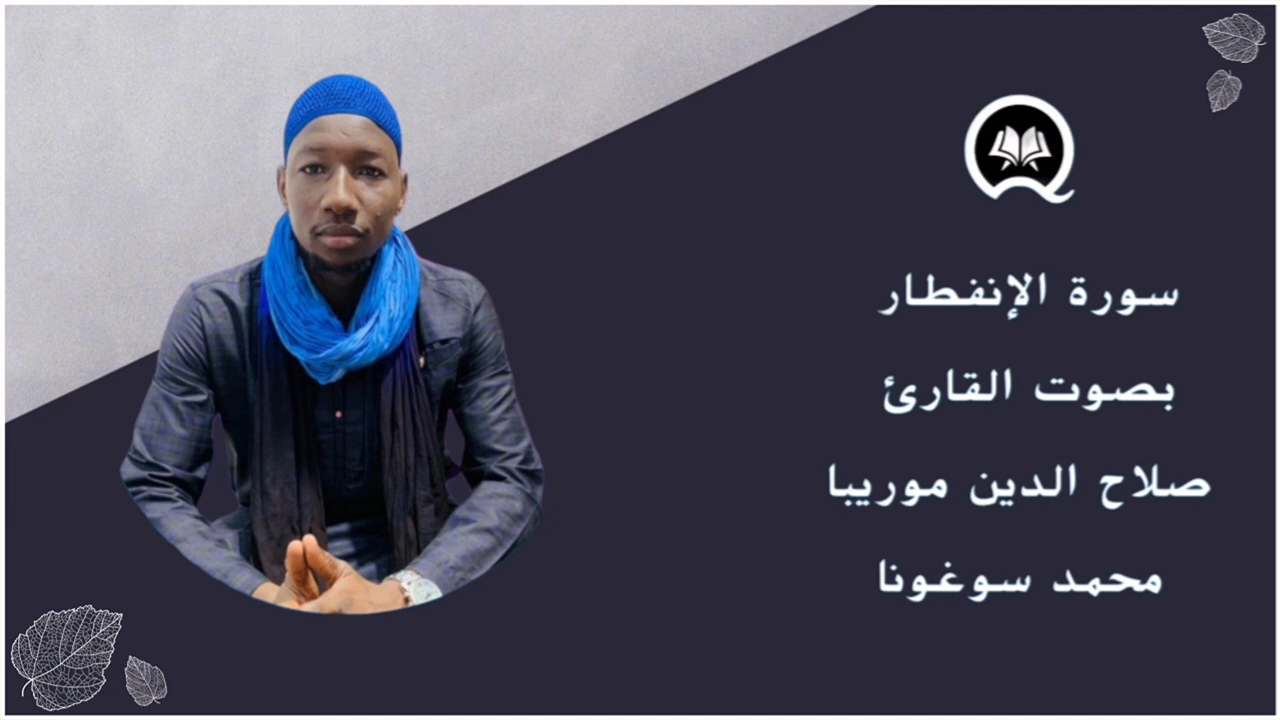 سورة الإنفطار
بصوت القارئ
صلاح الدين موريبا
محمد سوغونا